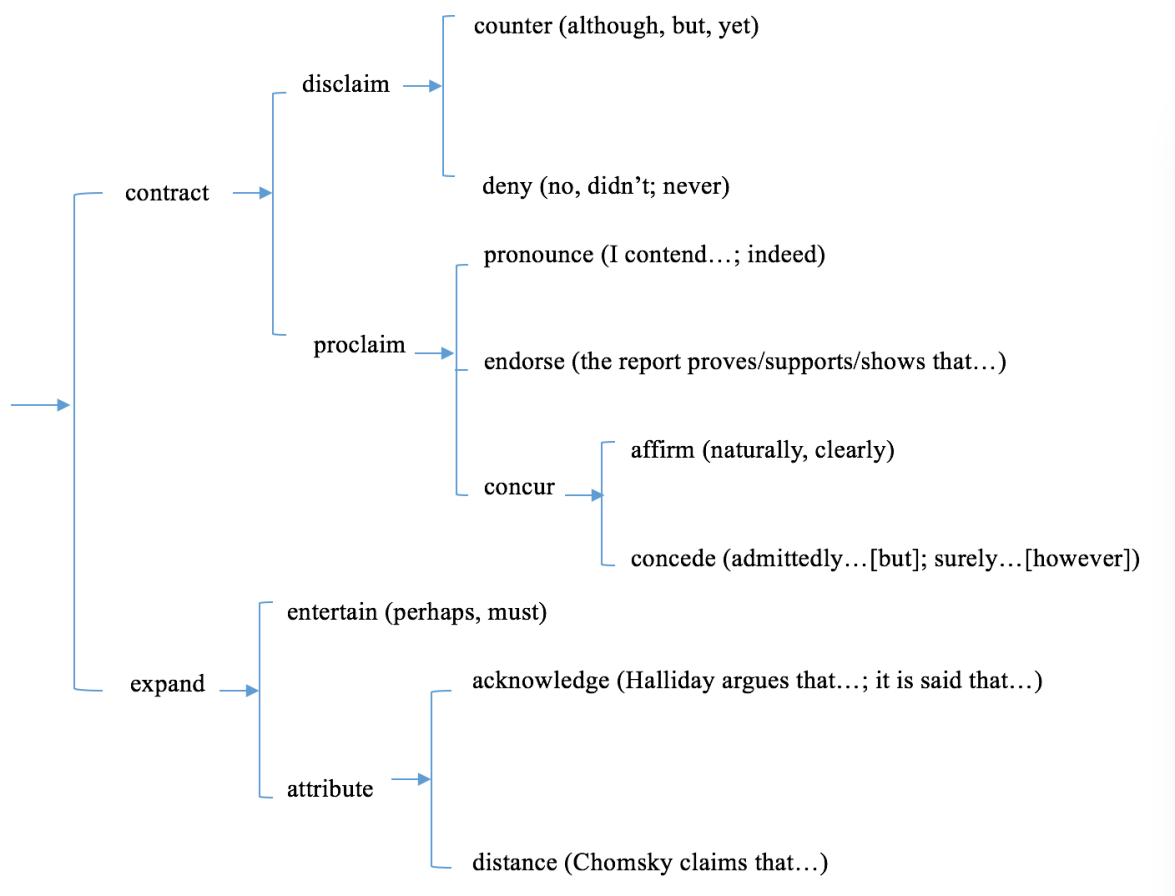 counter (although, but, yet)
disclaim
deny (no, didn’t; never)
contract
pronounce (I contend…; indeed)
proclaim
endorse (the report proves/supports/shows that…)
affirm (naturally, clearly)
concur
concede (admittedly…[but]; surely…[however])
entertain (perhaps, must)
expand
acknowledge (Halliday argues that…; it is said that…)
attribute
distance (Chomsky claims that…)